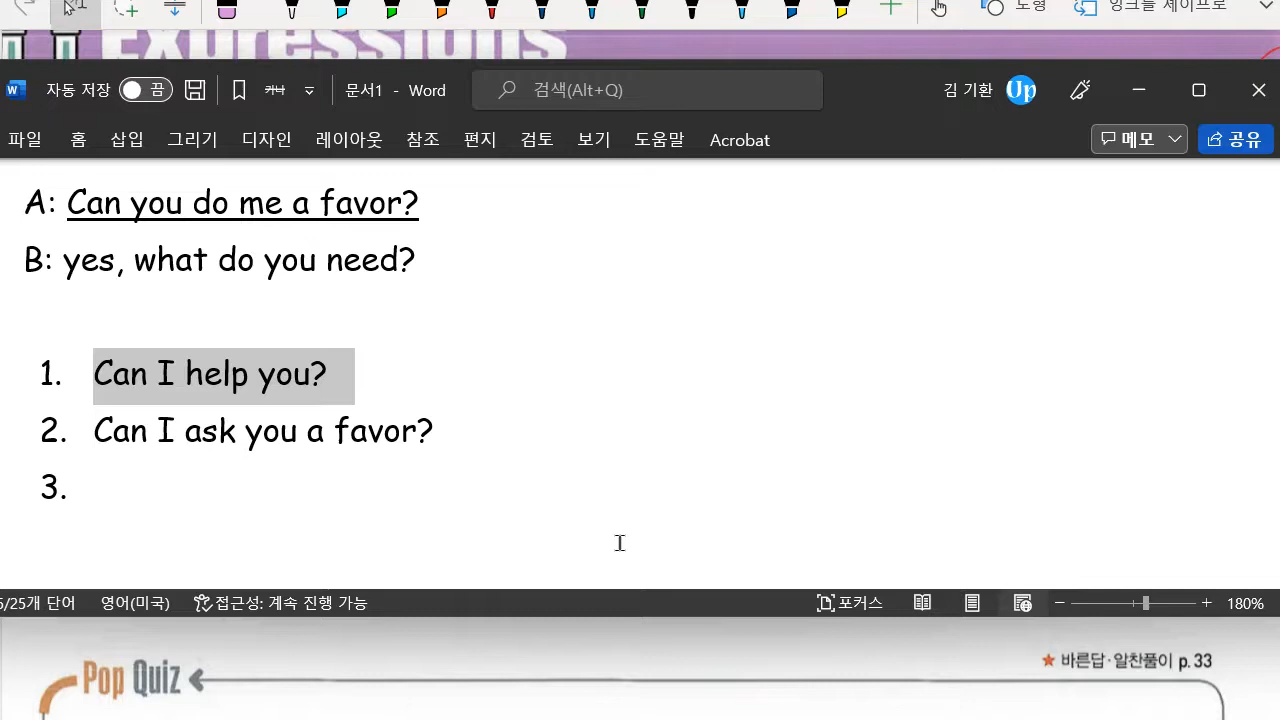 도형
잉크를 셰이프로
Expressions
자동 저장 끔 가나 문서1 - Word 검색(Alt+Q) 김 기환 Up
파일 홈 삽입 그리기 디자인 레이아웃 참조 편지 검토 보기 도움말 Acrobat 메모 공유
A: Can you do me a favor?
B: yes, what do you need?
1. Can I help you?
2. Can I ask you a favor?
3.
/25개 단어 영어(미국) 접근성: 계속 진행 가능 포커스 180%
Pop Quiz ★ 바른답·알찬풀이 p.33